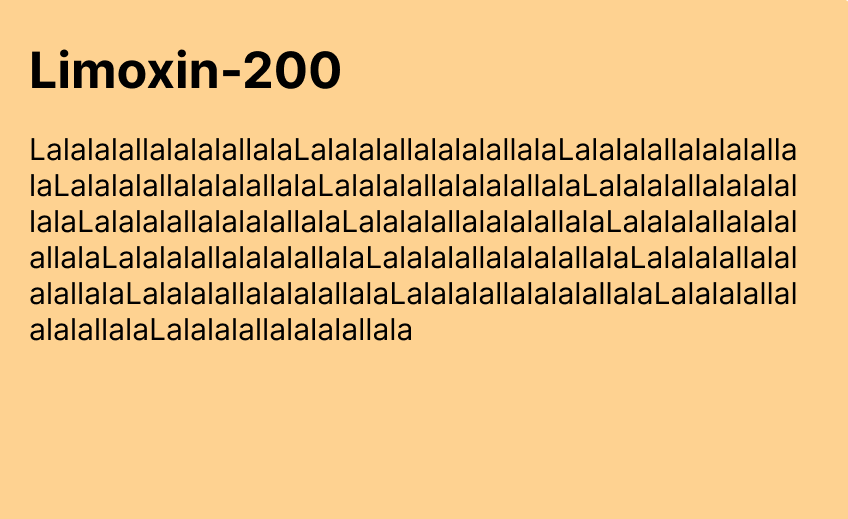 Limoxin-200
LalalalallalalalallalaLalalalallalalalallalaLalalalallalalalalla
laLalalalallalalalallalaLalalalallalalalallalaLalalalallalalalal
lalaLalalalallalalalallalaLalalalallalalalallalaLalalalallalalal
allalaLalalalallalalalallalaLalalalallalalalallalaLalalalallalal
alallalaLalalalallalalalallalaLalalalallalalalallalaLalalalallal
alalallalaLalalalallalalalallala